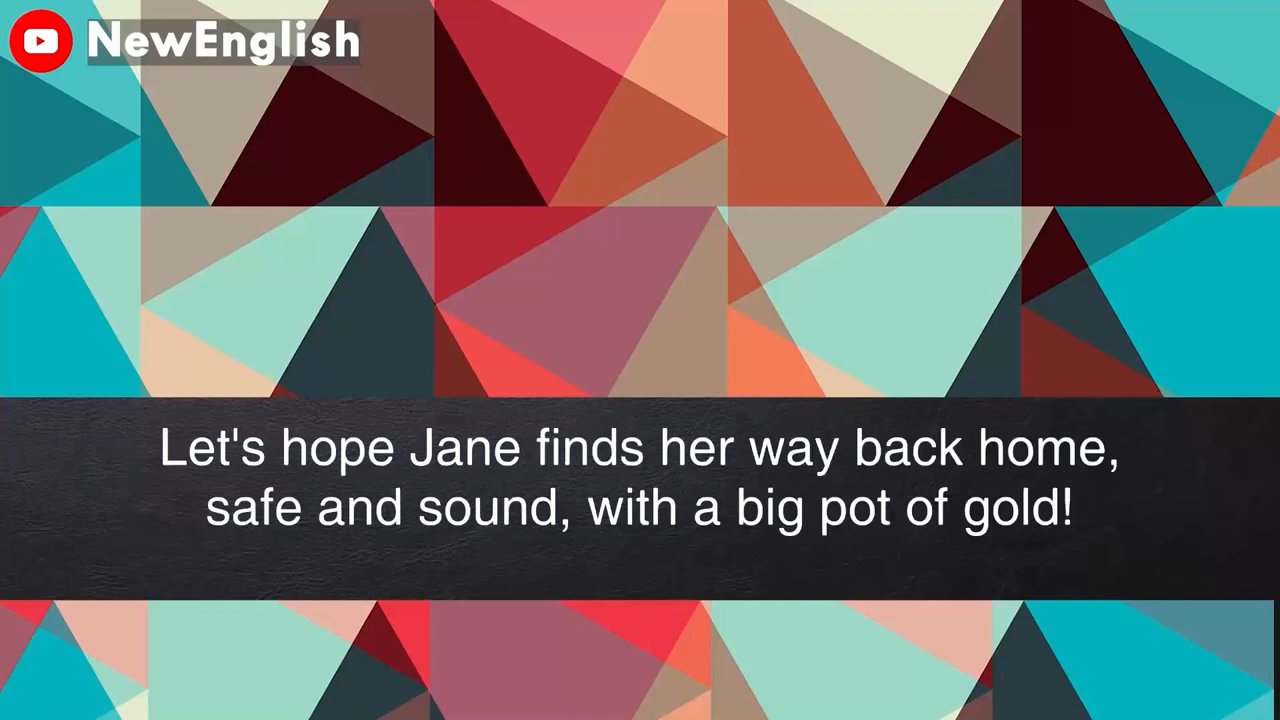 NewEnglish
Let's hope Jane finds her way back home,
safe and sound, with a big pot of gold!